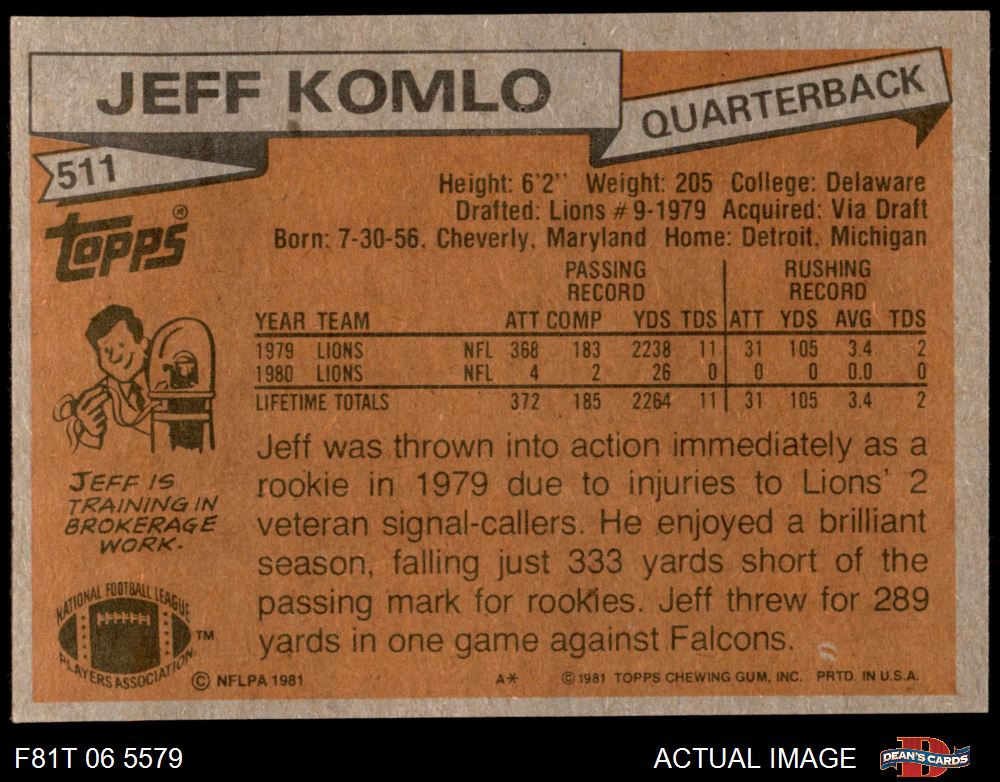 JEFF KOMLO
QUARTERBACK
511
Topps®
Height: 6'2" Weight: 205 College: Delaware
Drafted: Lions #9-1979 Acquired: Via Draft
Born: 7-30-56, Cheverly, Maryland Home: Detroit, Michigan
PASSING RECORD RUSHING RECORD
YEAR TEAM ATT COMP YDS TDS ATT YDS AVG TDS
1979 LIONS NFL 368 183 2238 11 31 105 3.4 2
1980 LIONS NFL 4 2 26 0 0 0 0.0 0
LIFETIME TOTALS 372 185 2264 11 31 105 3.4 2
JEFF IS
TRAINING IN
BROKERAGE
WORK.
Jeff was thrown into action immediately as a
rookie in 1979 due to injuries to Lions' 2
veteran signal-callers. He enjoyed a brilliant
season, falling just 333 yards short of the
passing mark for rookies. Jeff threw for 289
yards in one game against Falcons.
NATIONAL FOOTBALL LEAGUE
PLAYERS ASSOCIATION
TM
© NFLPA 1981 A* © 1981 TOPPS CHEWING GUM, INC. PRTD. IN U.S.A.
F81T 06 5579 ACTUAL IMAGE DEAN'S CARDS